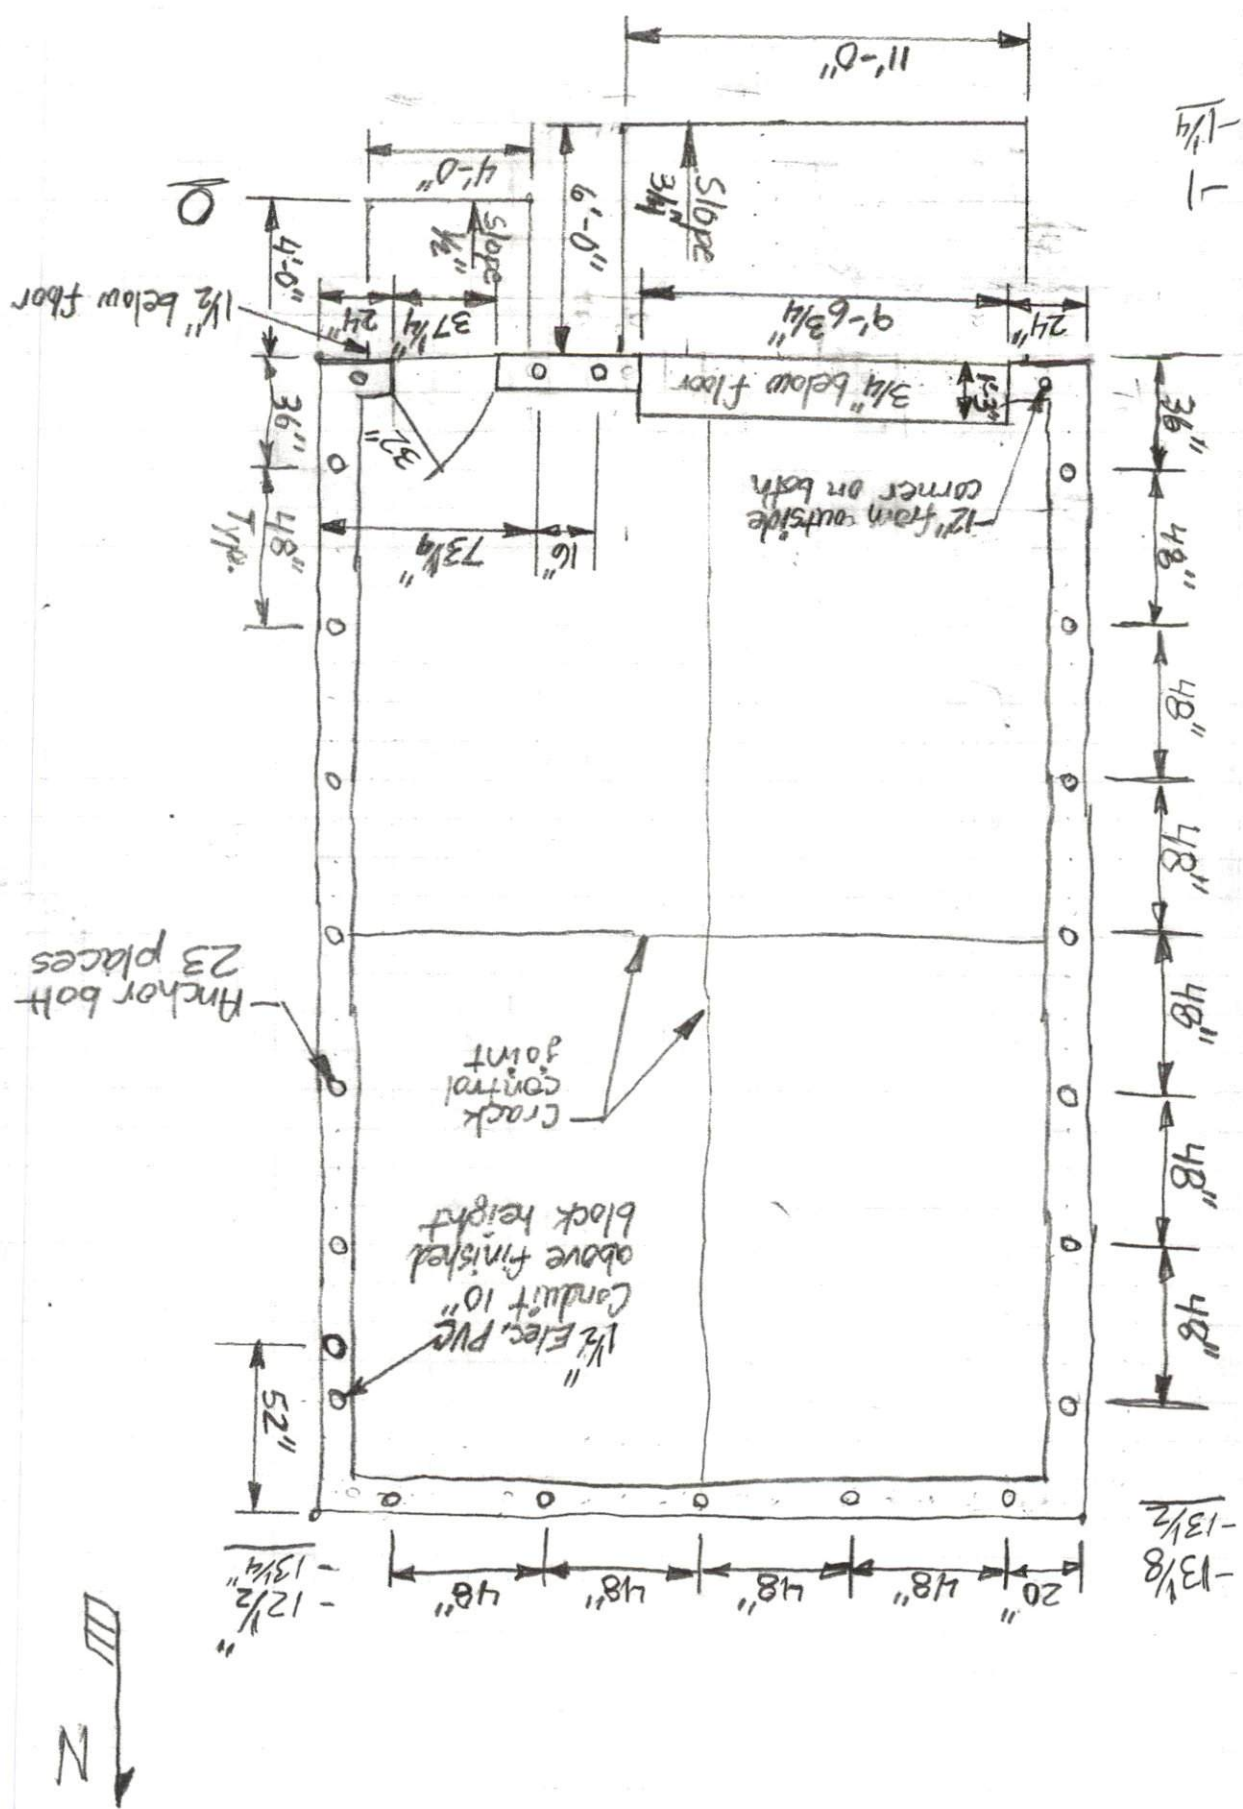 N
-13 1/8
-13 1/2
20"
48"
48"
48"
48"
-12 1/2"
-13 1/4"
52"
48"
1 1/2" Elec. PVC
Conduit 10"
above finished
block height
48"
Crack
control
joint
48"
Anchor bolt
23 places
48"
48"
48"
36"
-12" from outside
corner on both
16"
73 1/4"
48"
Typ.
36"
32"
1'-3"
3/4" below floor
24"
9'-6 3/4"
37 1/4"
24"
1 1/2" below floor
Slope
3/4"
6'-0"
Slope
1/2"
4'-0"
4'-0"
0
-1 1/4
11'-0"